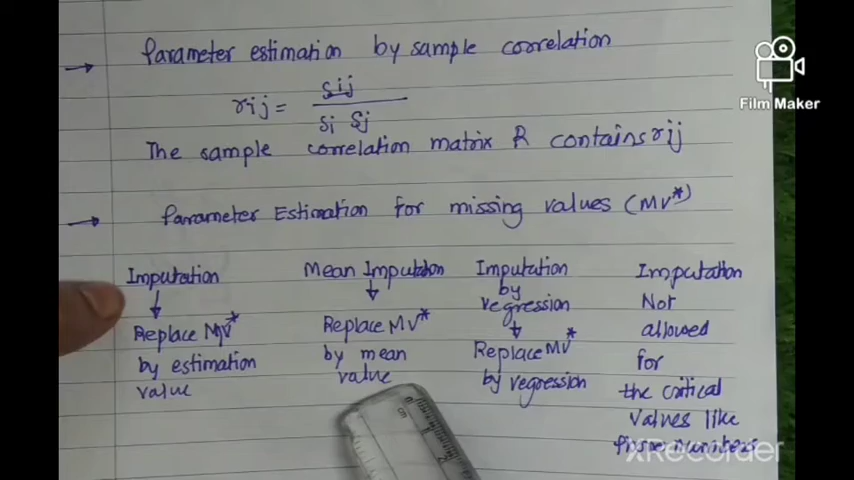 Parameter estimation by sample correlation
rij = sij / si sj
The sample correlation matrix R contains rij
Parameter Estimation for missing values (MV*)
Imputation
Replace MV*
by estimation
value
Mean Imputation
Replace MV*
by mean
value
Imputation
by
regression
Replace MV*
by regression
Imputation
Not
allowed
for
the critical
values like
numbers
Film Maker
XRecorder